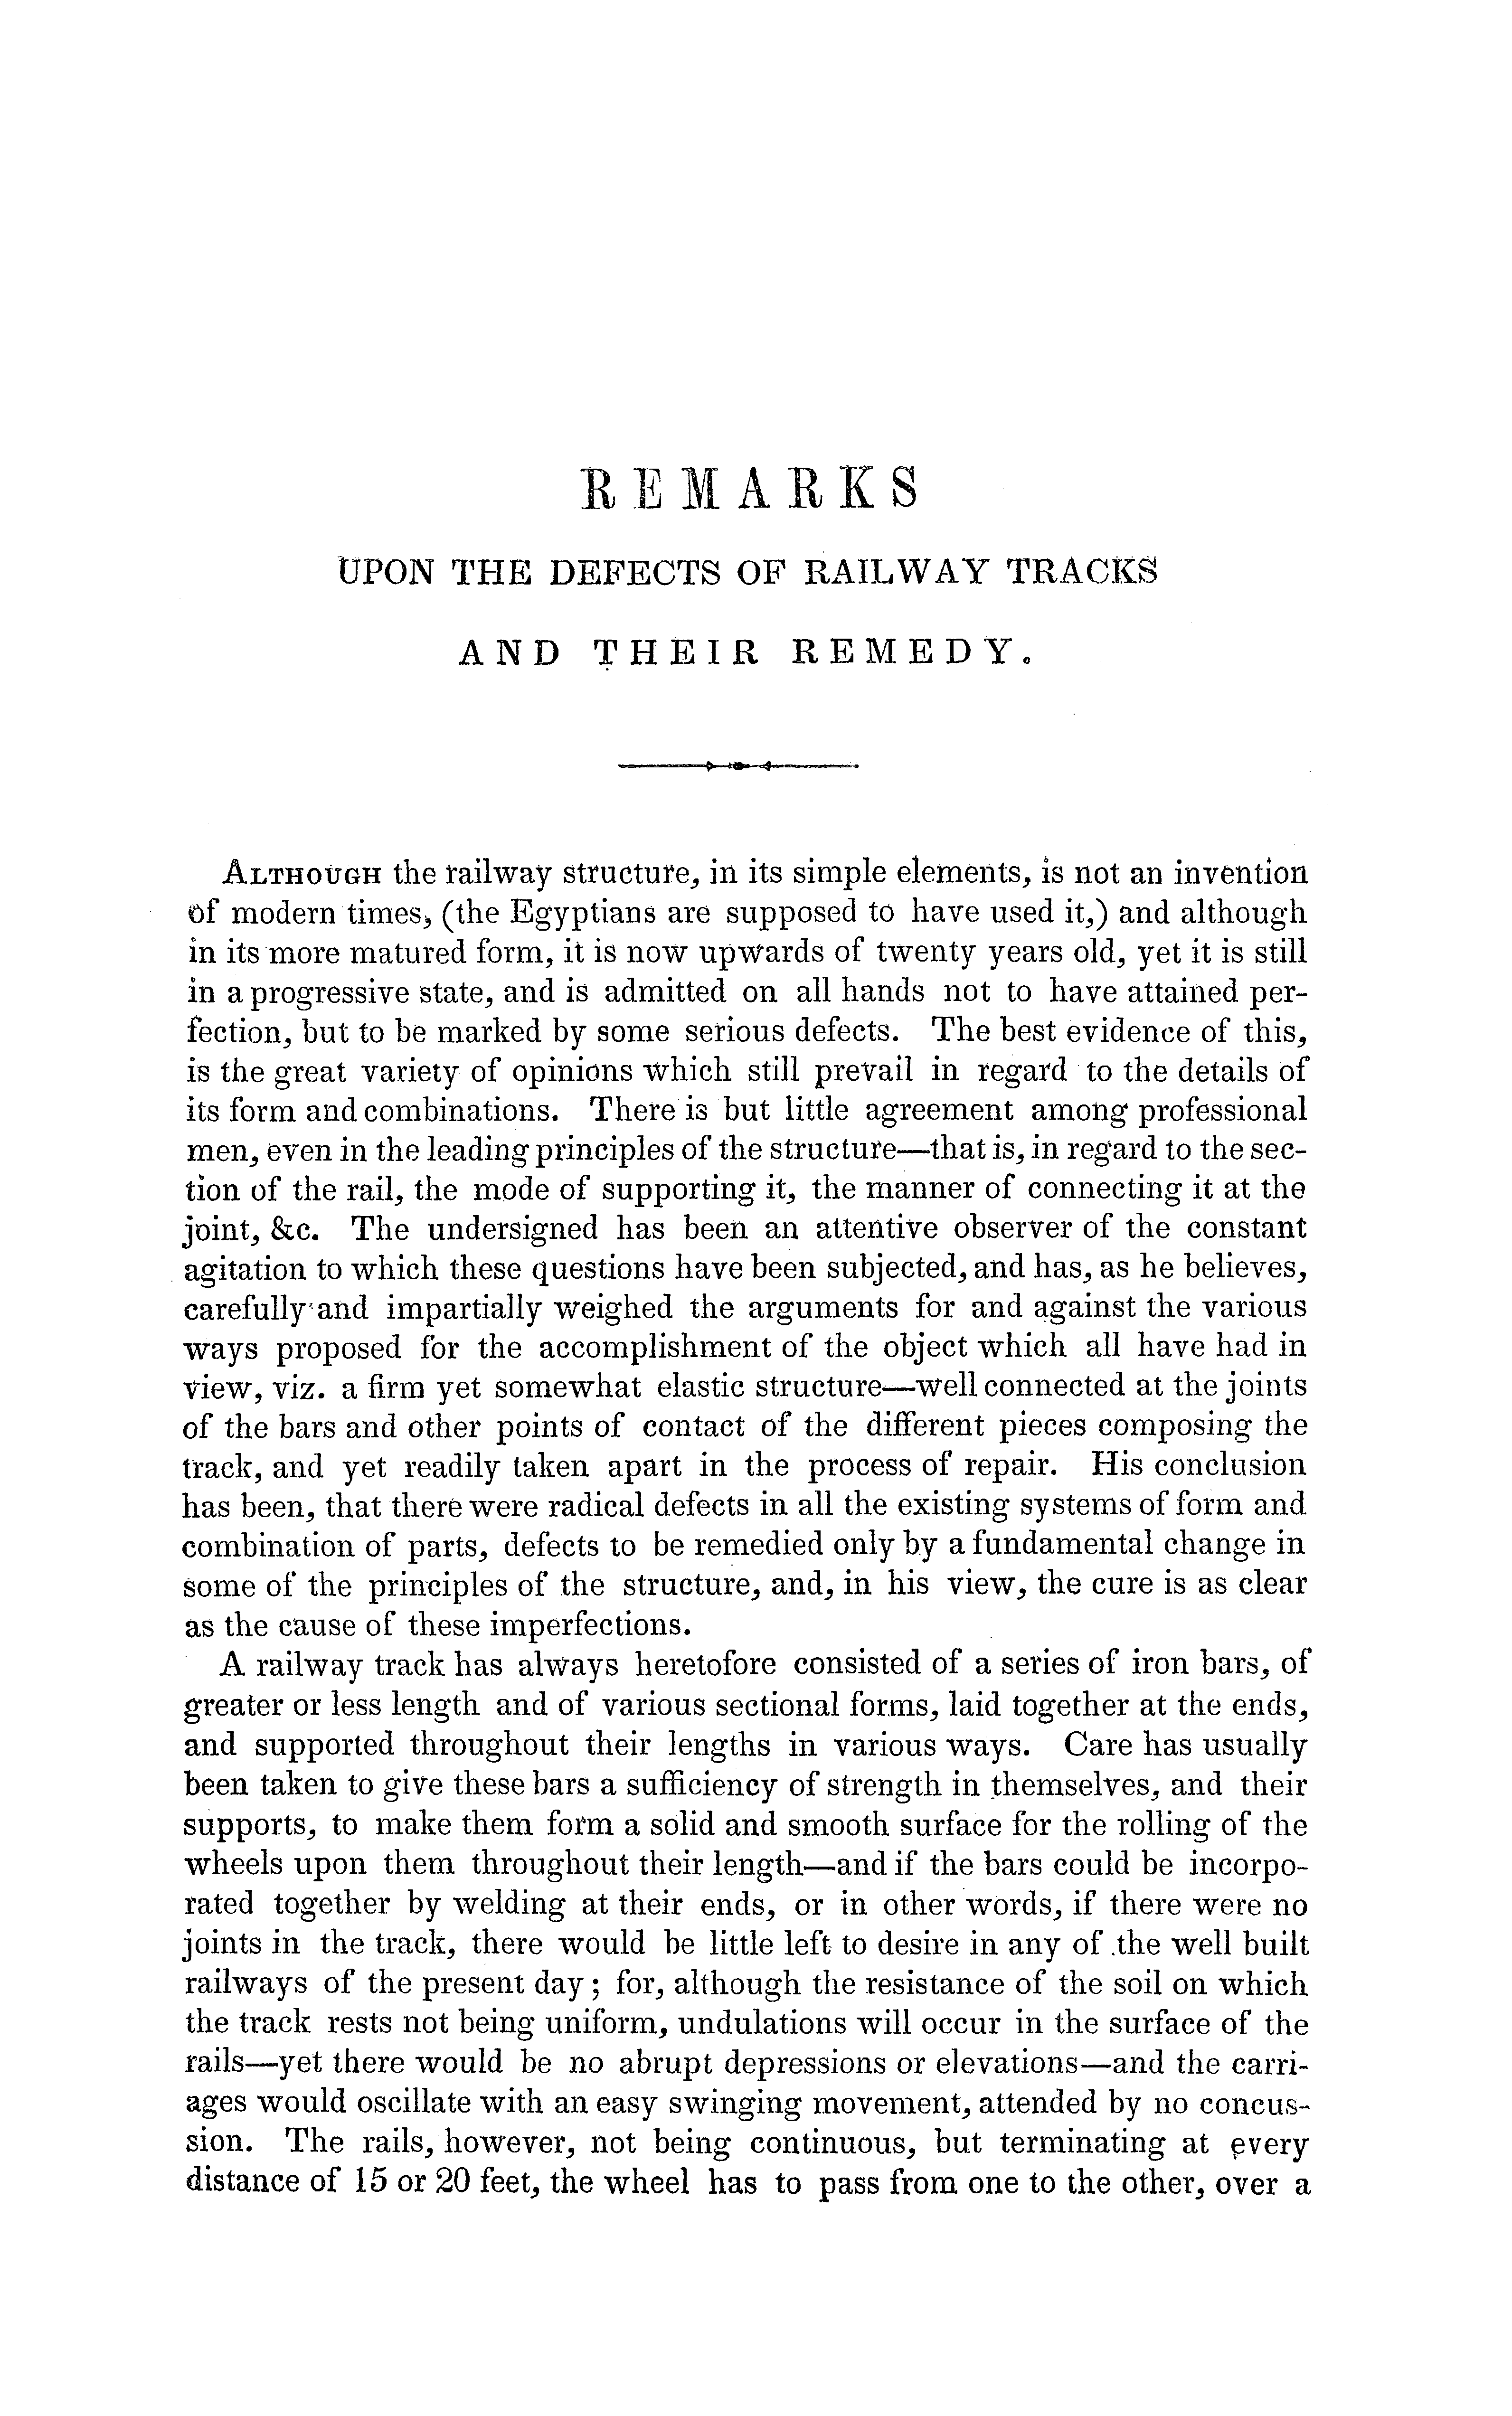 REMARKS
UPON THE DEFECTS OF RAILWAY TRACKS
AND THEIR REMEDY.
ALTHOUGH the railway structure, in its simple elements, is not an invention
of modern times, (the Egyptians are supposed to have used it,) and although
in its more matured form, it is now upwards of twenty years old, yet it is still
in a progressive state, and is admitted on all hands not to have attained per-
fection, but to be marked by some serious defects. The best evidence of this,
is the great variety of opinions which still prevail in regard to the details of
its form and combinations. There is but little agreement among professional
men, even in the leading principles of the structure—that is, in regard to the sec-
tion of the rail, the mode of supporting it, the manner of connecting it at the
joint, &c. The undersigned has been an attentive observer of the constant
agitation to which these questions have been subjected, and has, as he believes,
carefully and impartially weighed the arguments for and against the various
ways proposed for the accomplishment of the object which all have had in
view, viz. a firm yet somewhat elastic structure—well connected at the joints
of the bars and other points of contact of the different pieces composing the
track, and yet readily taken apart in the process of repair. His conclusion
has been, that there were radical defects in all the existing systems of form and
combination of parts, defects to be remedied only by a fundamental change in
some of the principles of the structure, and, in his view, the cure is as clear
as the cause of these imperfections.
A railway track has always heretofore consisted of a series of iron bars, of
greater or less length and of various sectional forms, laid together at the ends,
and supported throughout their lengths in various ways. Care has usually
been taken to give these bars a sufficiency of strength in themselves, and their
supports, to make them form a solid and smooth surface for the rolling of the
wheels upon them throughout their length—and if the bars could be incorpo-
rated together by welding at their ends, or in other words, if there were no
joints in the track, there would be little left to desire in any of the well built
railways of the present day; for, although the resistance of the soil on which
the track rests not being uniform, undulations will occur in the surface of the
rails—yet there would be no abrupt depressions or elevations—and the carri-
ages would oscillate with an easy swinging movement, attended by no concus-
sion. The rails, however, not being continuous, but terminating at every
distance of 15 or 20 feet, the wheel has to pass from one to the other, over a